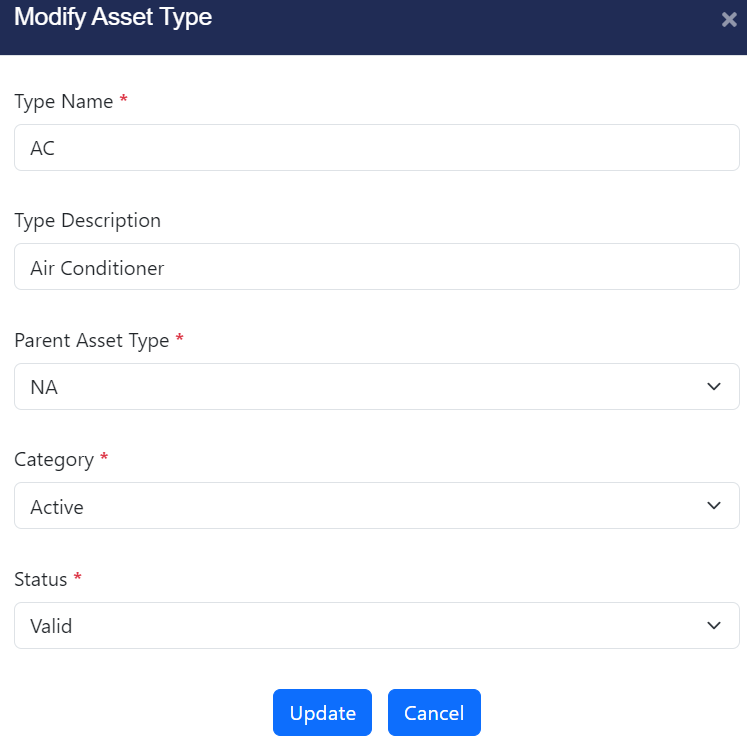 Modify Asset Type
Type Name *
AC
Type Description
Air Conditioner
Parent Asset Type *
NA
Category *
Active
Status *
Valid
Update Cancel